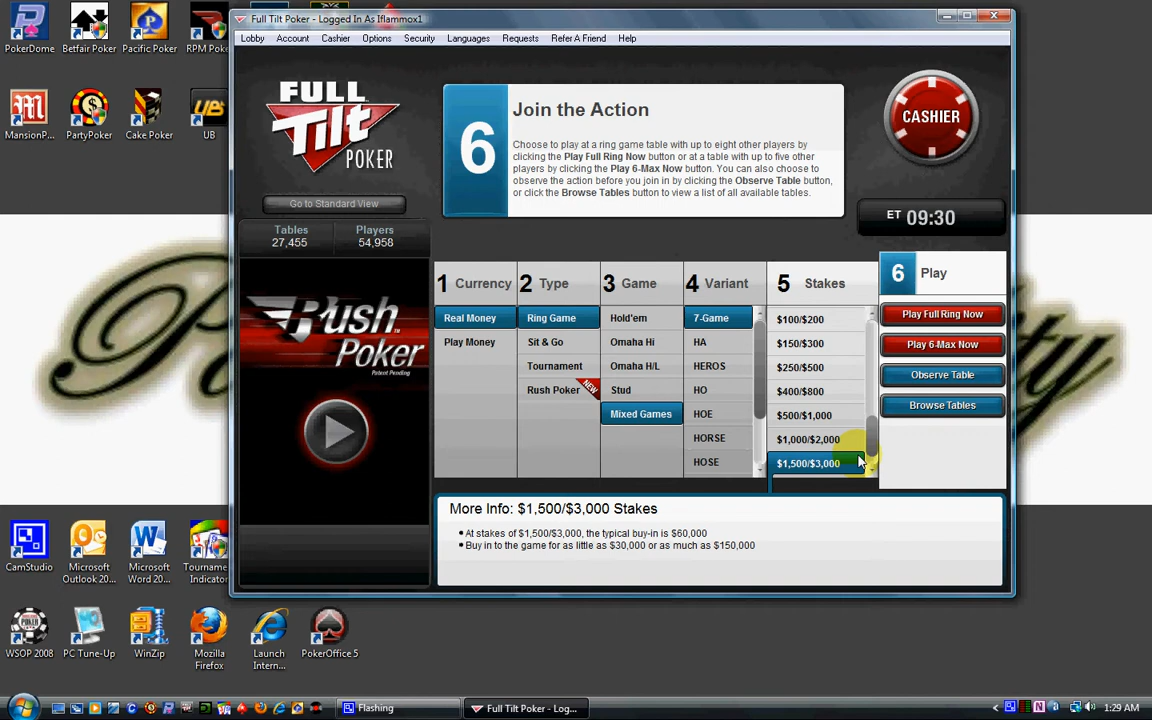 PokerDome
Betfair Poker
Pacific Poker
RPM Poke
MansionP...
PartyPoker
Cake Poker
UB
Full Tilt Poker - Logged In As Iflammox1
Lobby Account Cashier Options Security Languages Requests Refer A Friend Help
FULL
Tilt
POKER
Go to Standard View
6
Join the Action
Choose to play at a ring game table with up to eight other players by
clicking the Play Full Ring Now button or at a table with up to five other
players by clicking the Play 6-Max Now button. You can also choose to
observe the action before you join in by clicking the Observe Table button,
or click the Browse Tables button to view a list of all available tables.
CASHIER
ET 09:30
Tables
27,455
Players
54,958
Rush
Poker™
Patent Pending
1 Currency
Real Money
Play Money
2 Type
Ring Game
Sit & Go
Tournament
Rush Poker
NEW
3 Game
Hold'em
Omaha Hi
Omaha H/L
Stud
Mixed Games
4 Variant
7-Game
HA
HEROS
HO
HOE
HORSE
HOSE
5 Stakes
$100/$200
$150/$300
$250/$500
$400/$800
$500/$1,000
$1,000/$2,000
$1,500/$3,000
6 Play
Play Full Ring Now
Play 6-Max Now
Observe Table
Browse Tables
More Info: $1,500/$3,000 Stakes
At stakes of $1,500/$3,000, the typical buy-in is $60,000
Buy in to the game for as little as $30,000 or as much as $150,000
CamStudio
Microsoft
Outlook 20...
Microsoft
Word 20...
Tourname
Indicator
WSOP 2008
PC Tune-Up
WinZip
Mozilla
Firefox
Launch
Intern...
PokerOffice 5
Flashing
Full Tilt Poker - Log...
1:29 AM